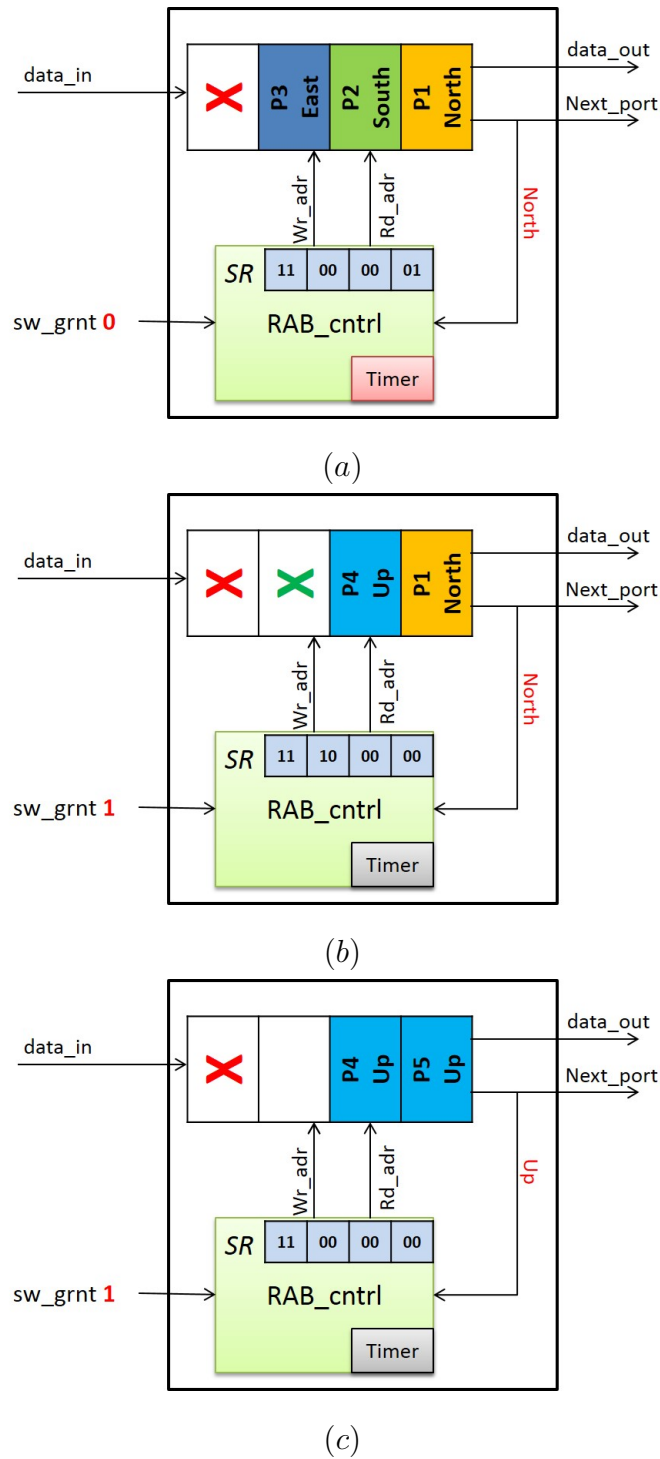 data_in
X
P3 East
P2 South
P1 North
data_out
Next_port
Wr_adr
Rd_adr
North
SR 11 00 00 01
sw_grnt 0
RAB_cntrl
Timer
(a)
data_in
X
X
P4 Up
P1 North
data_out
Next_port
Wr_adr
Rd_adr
North
SR 11 10 00 00
sw_grnt 1
RAB_cntrl
Timer
(b)
data_in
X
P4 Up
P5 Up
data_out
Next_port
Wr_adr
Rd_adr
Up
SR 11 00 00 00
sw_grnt 1
RAB_cntrl
Timer
(c)